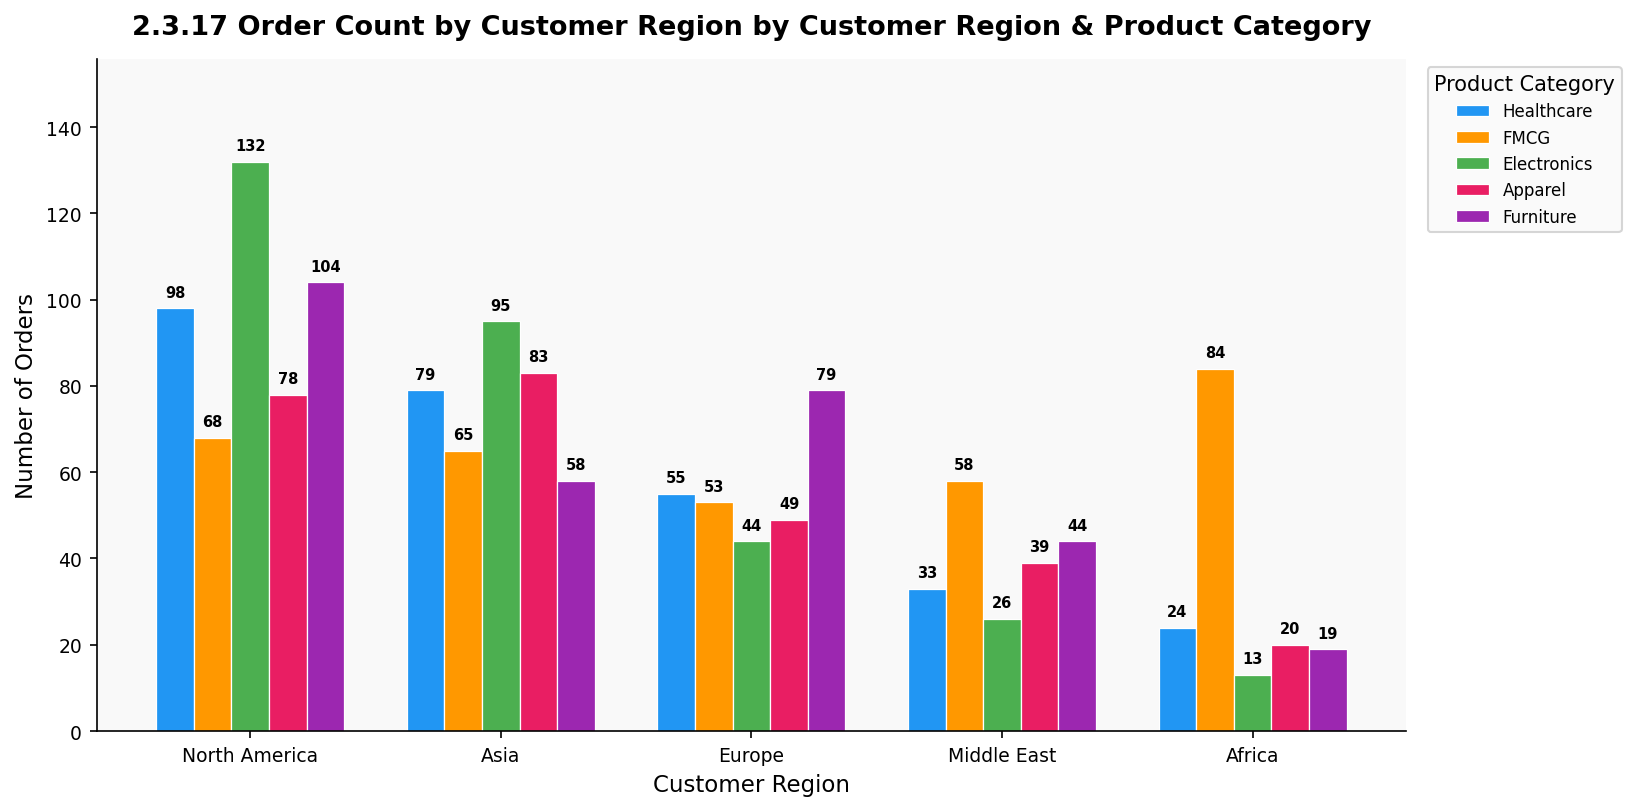 2.3.17 Order Count by Customer Region by Customer Region & Product Category
Product Category
Healthcare
FMCG
Electronics
Apparel
Furniture
Number of Orders
140
120
100
80
60
40
20
0
98
68
132
78
104
79
65
95
83
58
55
53
44
49
79
33
58
26
39
44
24
84
13
20
19
North America
Asia
Europe
Middle East
Africa
Customer Region